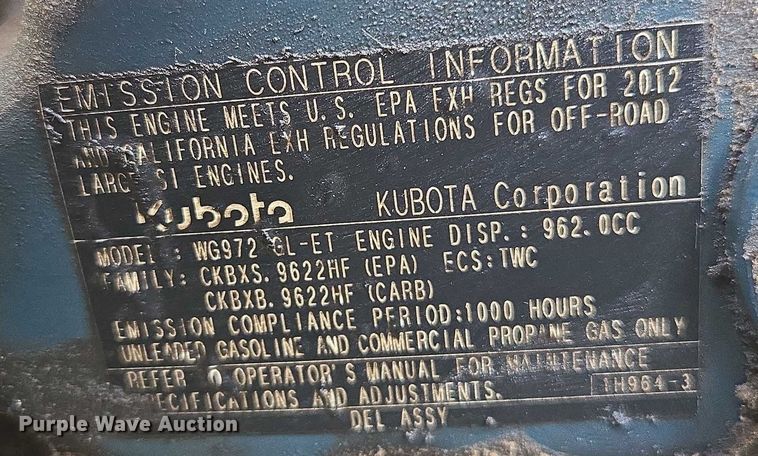 EMISSION CONTROL INFORMATION
THIS ENGINE MEETS U.S. EPA EXH REGS FOR 2012
AND CALIFORNIA EXH REGULATIONS FOR OFF-ROAD
LARGE SI ENGINES.
Kubota KUBOTA Corporation
MODEL : WG972 GL-ET ENGINE DISP.: 962.0CC
FAMILY: CKBXS.9622HF (EPA) ECS:TWC
CKBXB.9622HF (CARB)
EMISSION COMPLIANCE PERIOD:1000 HOURS
UNLEADED GASOLINE AND COMMERCIAL PROPANE GAS ONLY
REFER TO OPERATOR'S MANUAL FOR MAINTENANCE
SPECIFICATIONS AND ADJUSTMENTS. 1H964-3
DEL ASSY
Purple Wave Auction